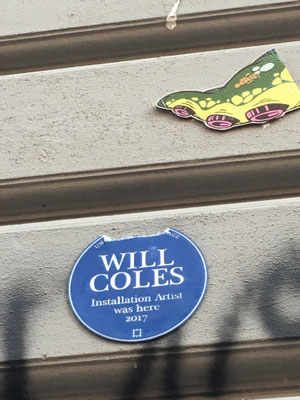 WILL
COLES
Installation Artist
was here
2017